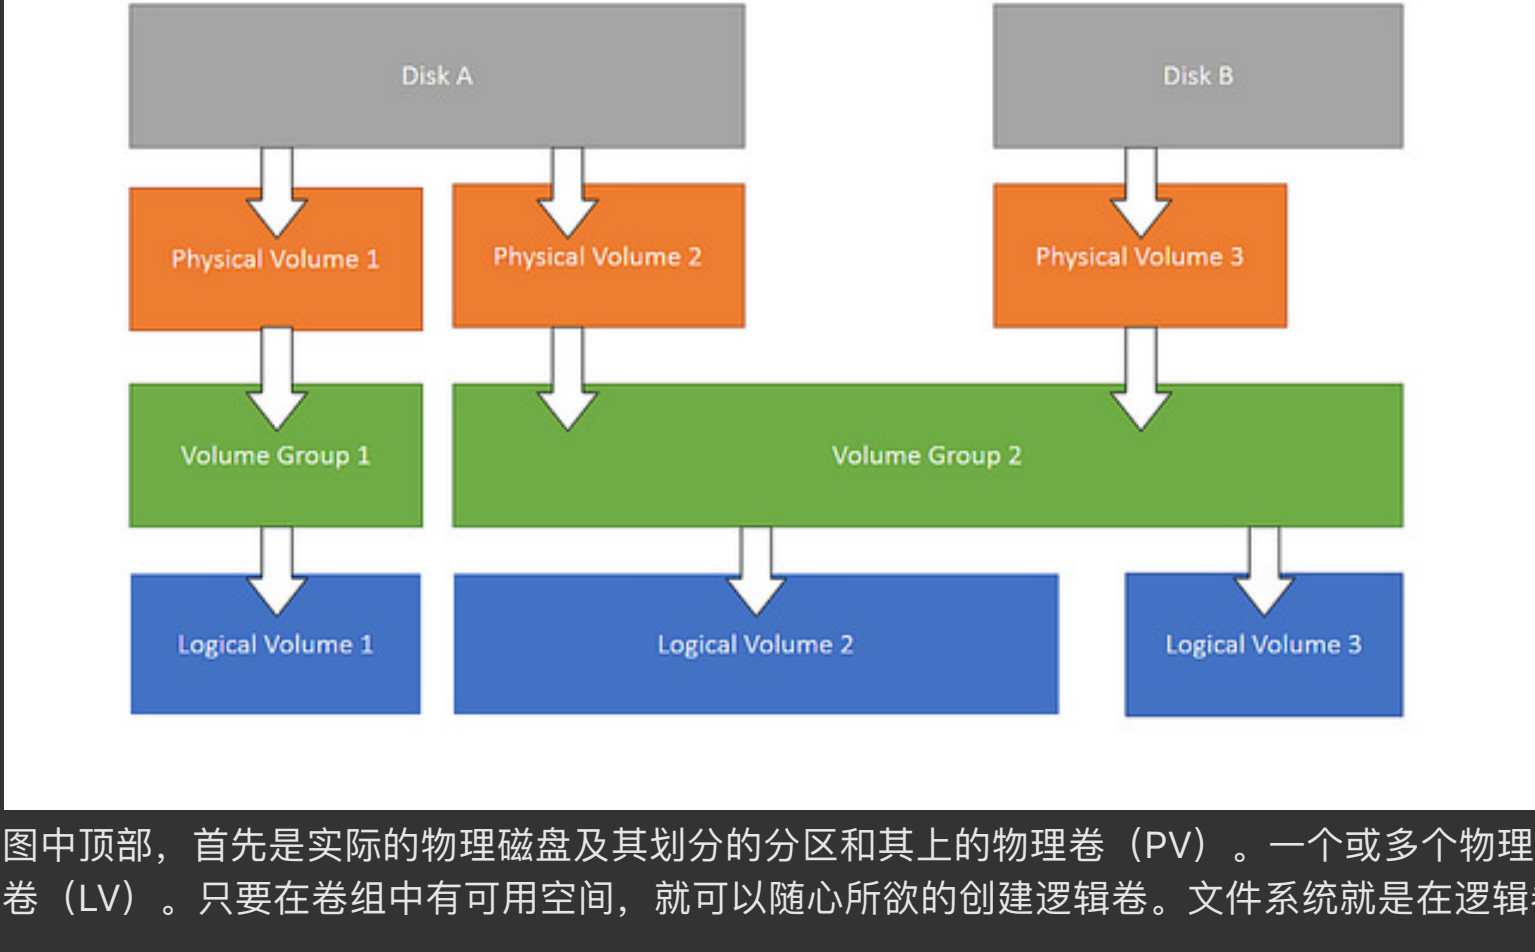 Disk A
Disk B
Physical Volume 1
Physical Volume 2
Physical Volume 3
Volume Group 1
Volume Group 2
Logical Volume 1
Logical Volume 2
Logical Volume 3
图中顶部，首先是实际的物理磁盘及其划分的分区和其上的物理卷（PV）。一个或多个物理
卷（LV）。只要在卷组中有可用空间，就可以随心所欲的创建逻辑卷。文件系统就是在逻辑